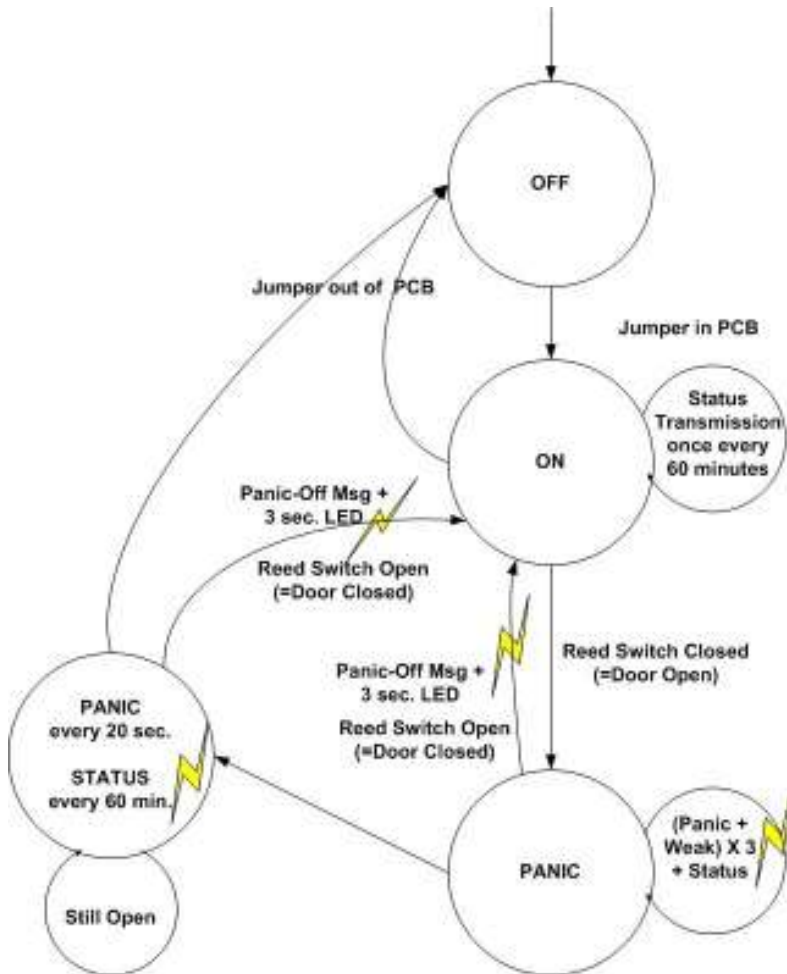 OFF
Jumper out of PCB
Jumper in PCB
Status
Transmission
once every
60 minutes
ON
Panic-Off Msg +
3 sec. LED
Reed Switch Open
(=Door Closed)
Reed Switch Closed
(=Door Open)
Panic-Off Msg +
3 sec. LED
Reed Switch Open
(=Door Closed)
PANIC
every 20 sec.
STATUS
every 60 min.
(Panic +
Weak) X 3
+ Status
PANIC
Still Open